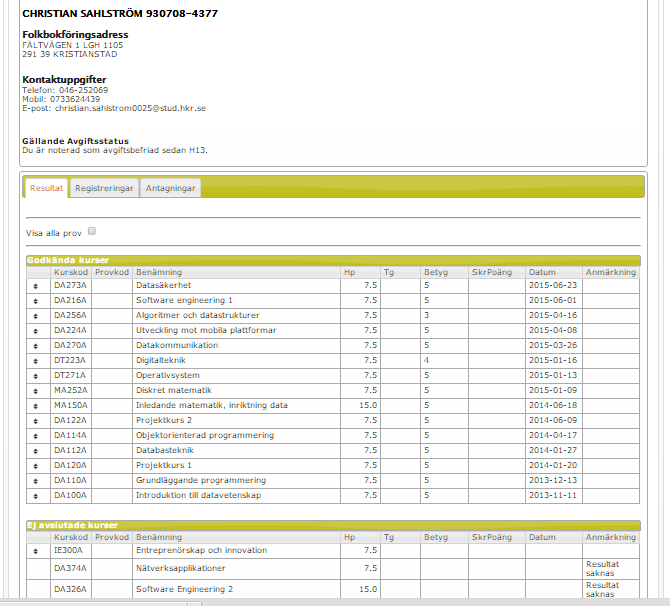 CHRISTIAN SAHLSTRÖM 930708-4377
Folkbokföringsadress
FÄLTVÄGEN 1 LGH 1105
291 39 KRISTIANSTAD
Kontaktuppgifter
Telefon: 046-252069
Mobil: 0733624439
E-post: christian.sahlstrom0025@stud.hkr.se
Gällande Avgiftsstatus
Du är noterad som avgiftsbefriad sedan H13.
Resultat Registreringar Antagningar
Visa alla prov
Godkända kurser
Kurskod Provkod Benämning Hp Tg Betyg SkrPoäng Datum Anmärkning
DA273A Datasäkerhet 7.5 5 2015-06-23
DA216A Software engineering 1 7.5 5 2015-06-01
DA256A Algoritmer och datastrukturer 7.5 3 2015-04-16
DA224A Utveckling mot mobila plattformar 7.5 5 2015-04-08
DA270A Datakommunikation 7.5 5 2015-03-26
DT223A Digitalteknik 7.5 4 2015-01-16
DT271A Operativsystem 7.5 5 2015-01-13
MA252A Diskret matematik 7.5 5 2015-01-09
MA150A Inledande matematik, inriktning data 15.0 5 2014-06-18
DA122A Projektkurs 2 7.5 5 2014-06-09
DA114A Objektorienterad programmering 7.5 5 2014-04-17
DA112A Databasteknik 7.5 5 2014-01-27
DA120A Projektkurs 1 7.5 5 2014-01-20
DA110A Grundläggande programmering 7.5 5 2013-12-13
DA100A Introduktion till datavetenskap 7.5 5 2013-11-11
Ej avslutade kurser
Kurskod Provkod Benämning Hp Tg Betyg SkrPoäng Datum Anmärkning
IE300A Entreprenörskap och innovation 7.5
DA374A Nätverksapplikationer 7.5 Resultat saknas
DA326A Software Engineering 2 15.0 Resultat saknas